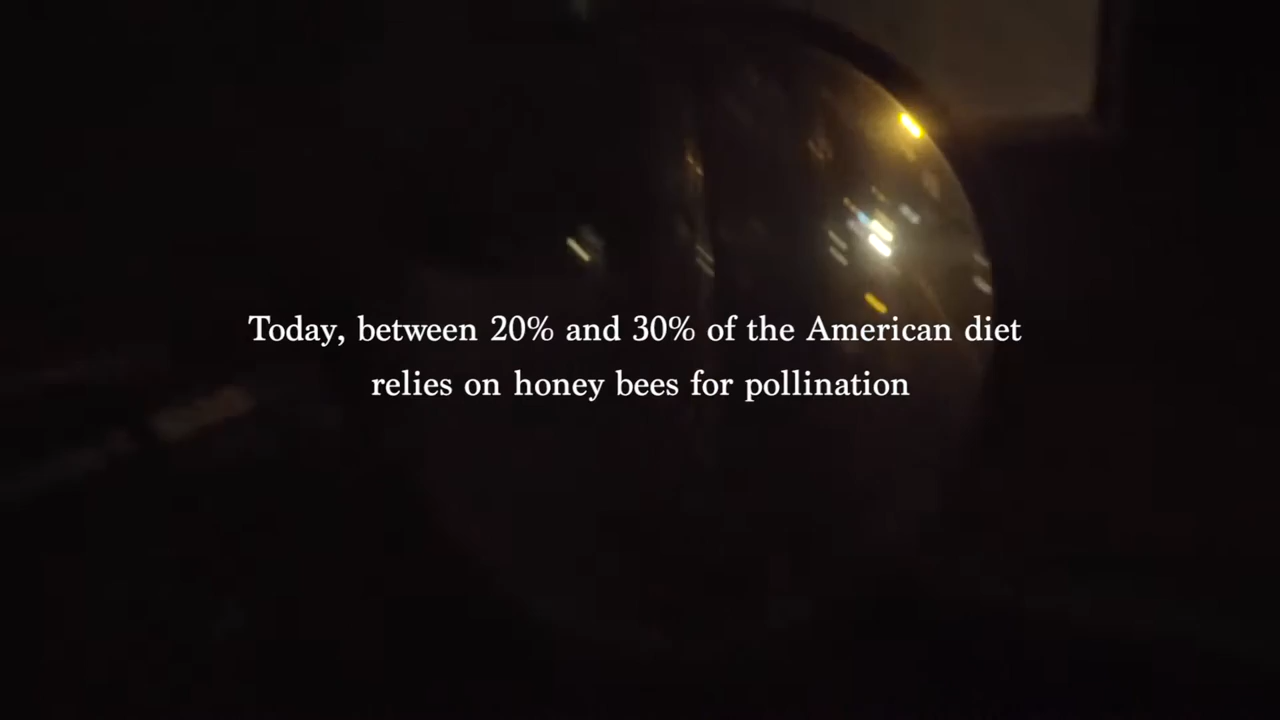 Today, between 20% and 30% of the American diet
relies on honey bees for pollination